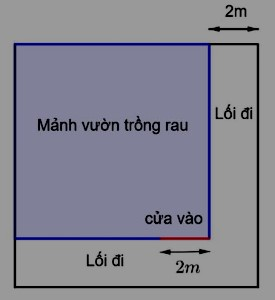 2m
Lối đi
Mảnh vườn trồng rau
cửa vào
Lối đi
2m